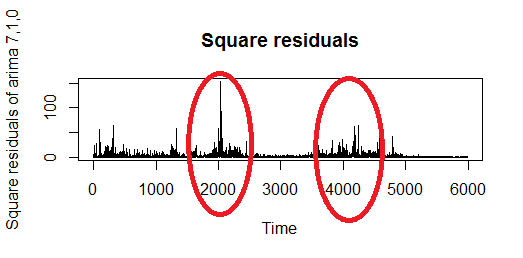 Square residuals
Square residuals of arima 7,1,0
100
0
0 1000 2000 3000 4000 5000 6000
Time